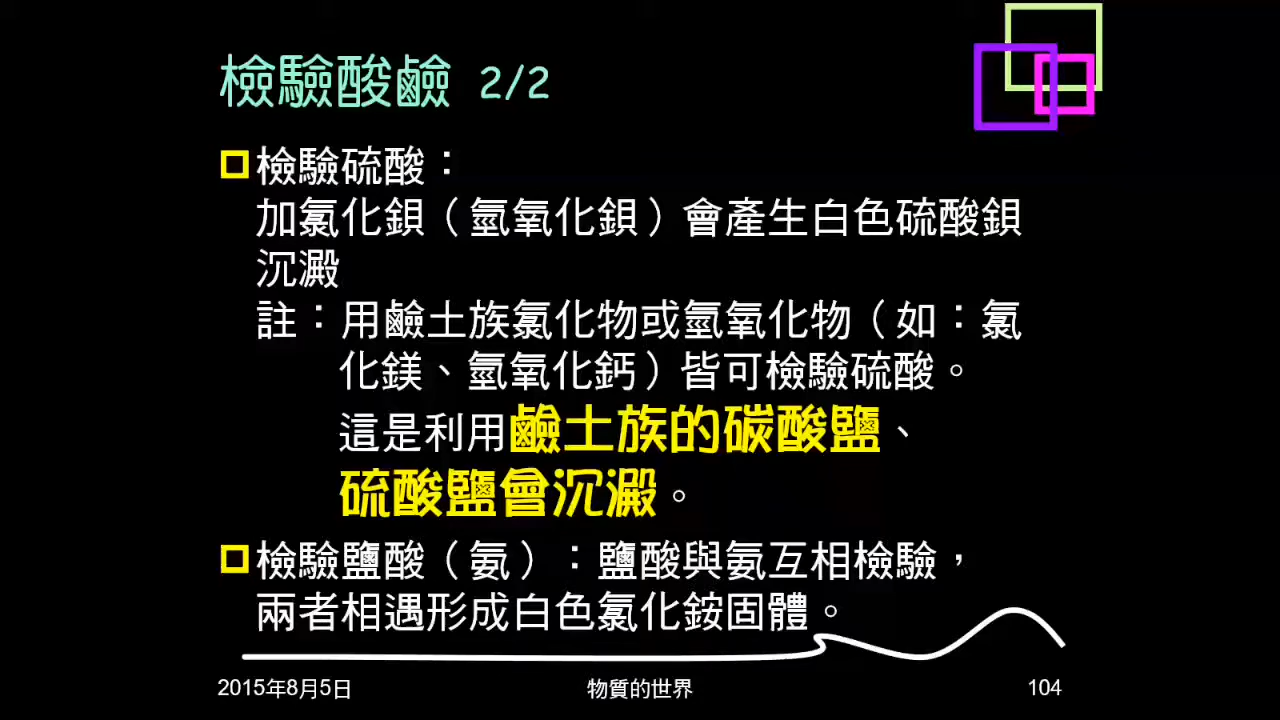 檢驗酸鹼 2/2
檢驗硫酸：
加氯化鋇（氫氧化鋇）會產生白色硫酸鋇
沉澱
註：用鹼土族氯化物或氫氧化物（如：氯
化鎂、氫氧化鈣）皆可檢驗硫酸。
這是利用鹼土族的碳酸鹽、
硫酸鹽會沉澱。
檢驗鹽酸（氨）：鹽酸與氨互相檢驗，
兩者相遇形成白色氯化銨固體。
2015年8月5日 物質的世界 104